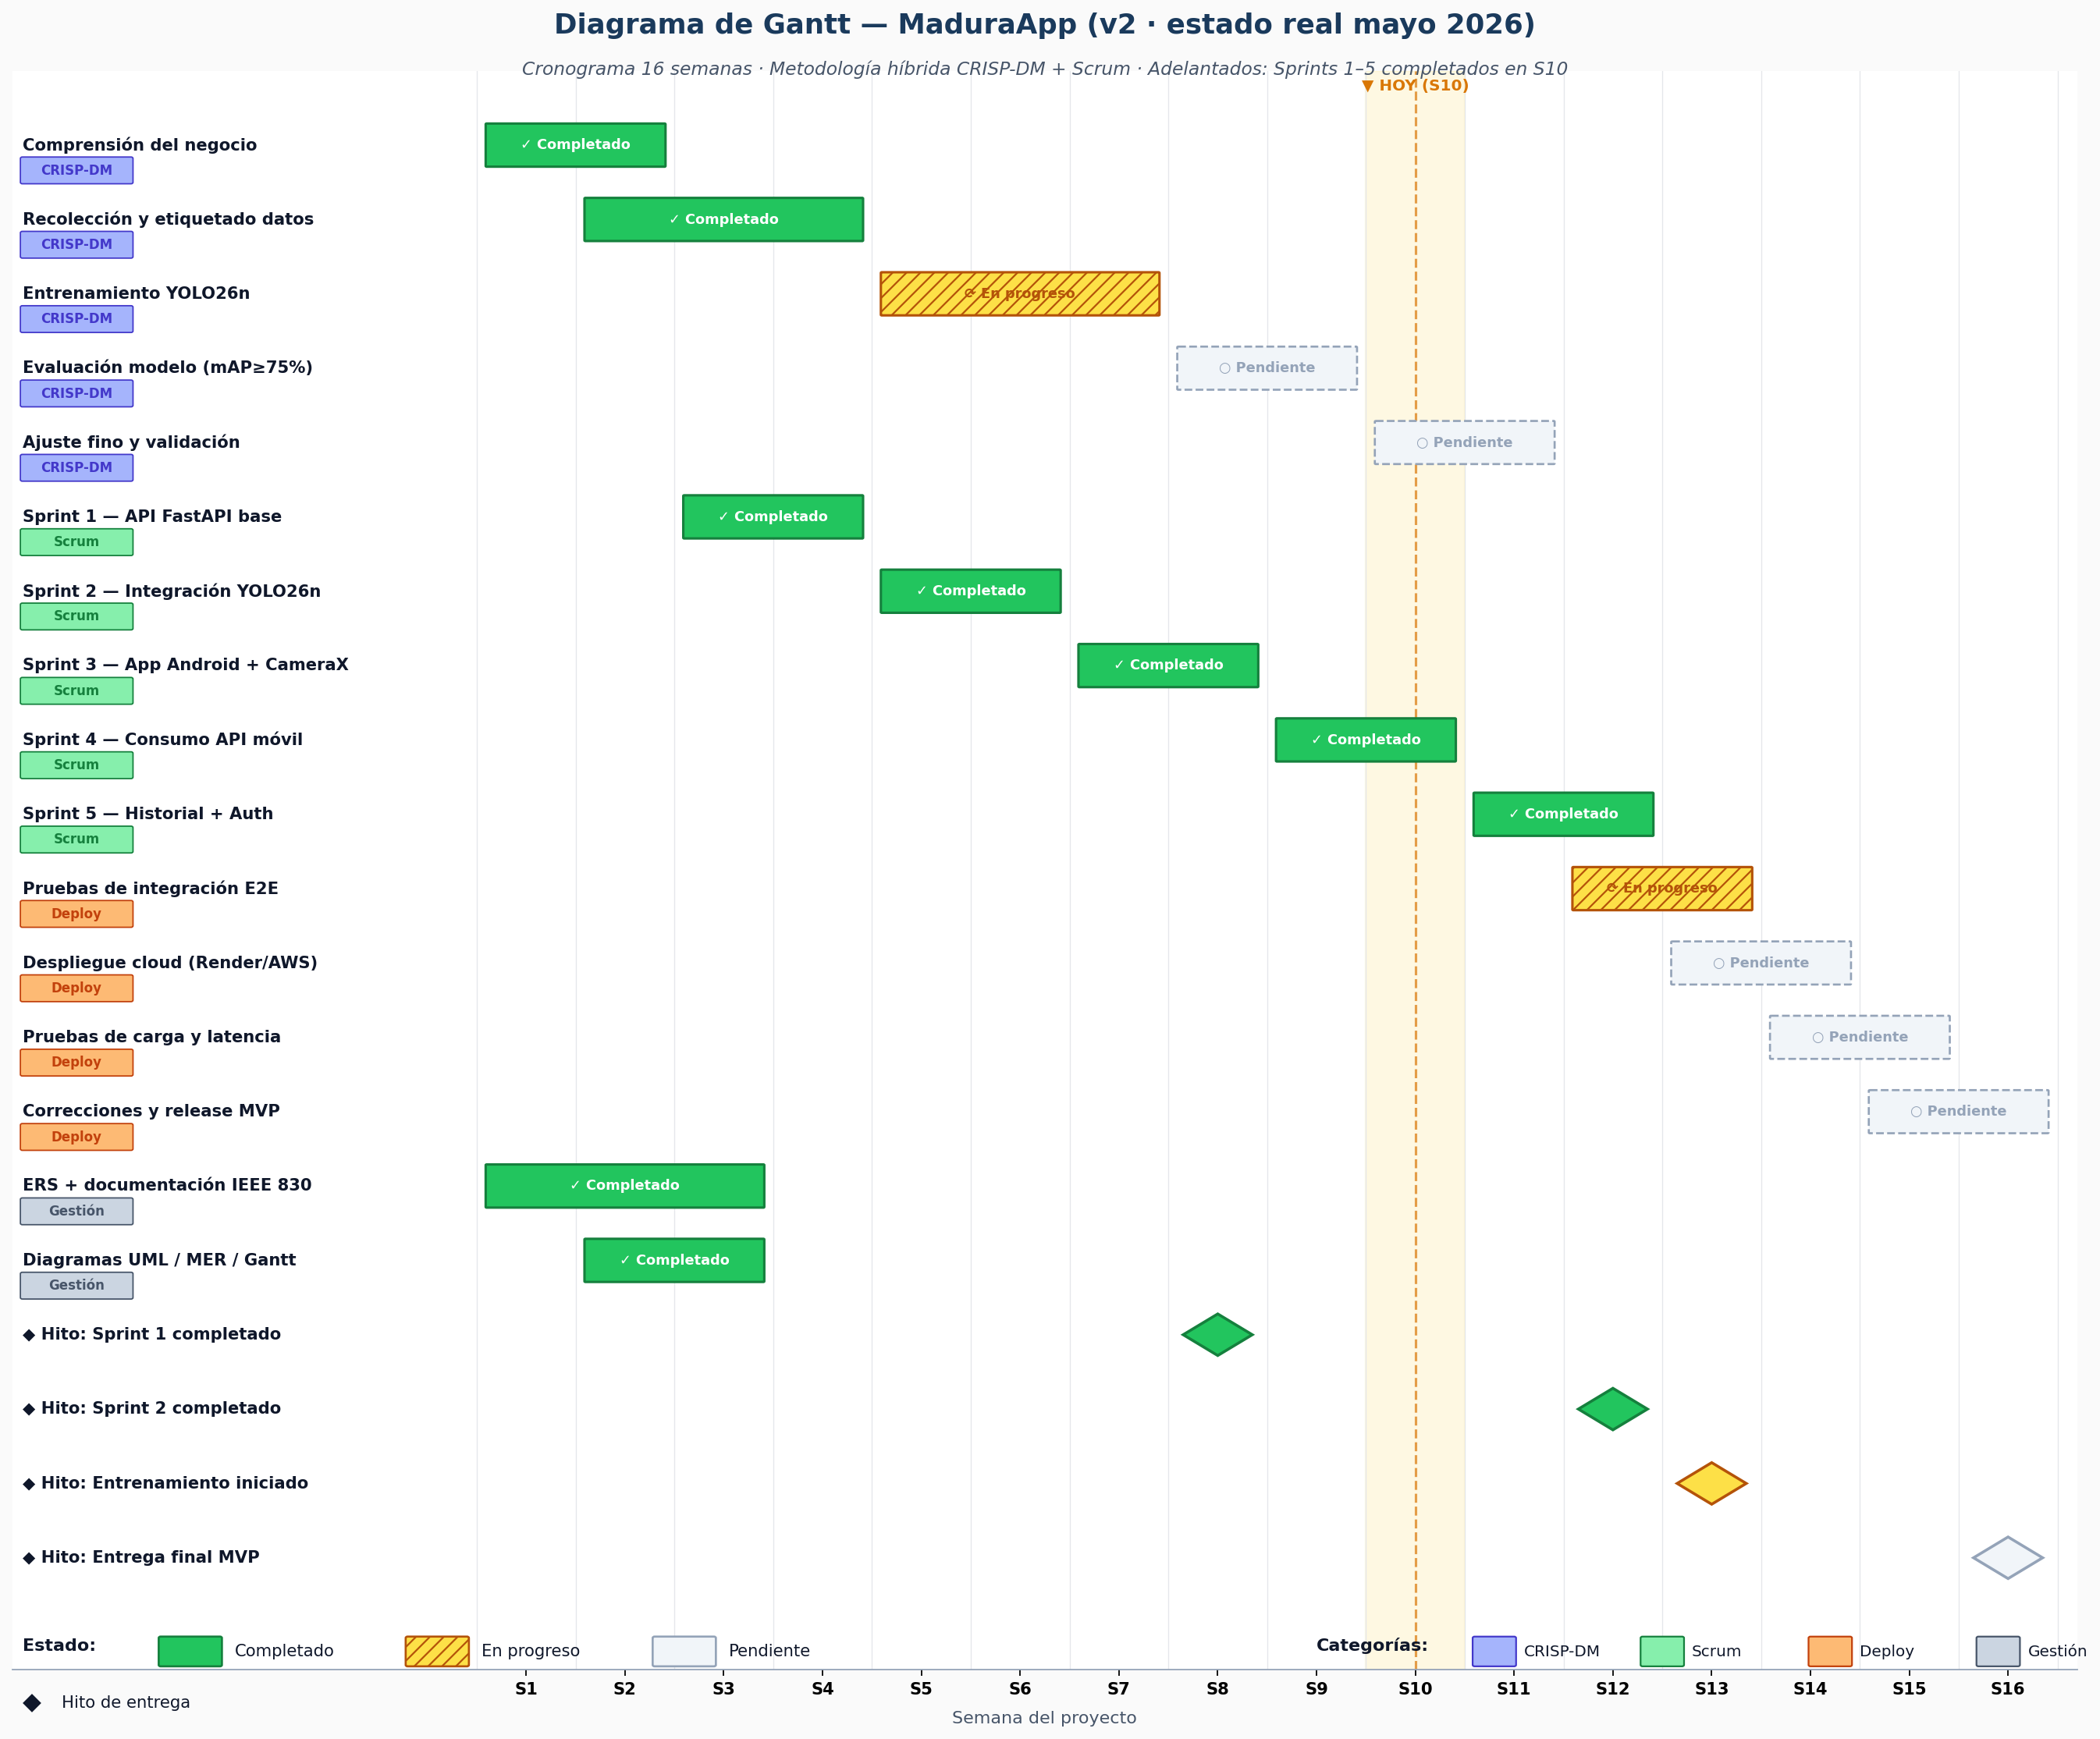 Diagrama de Gantt — MaduraApp (v2 · estado real mayo 2026)
Cronograma 16 semanas · Metodología híbrida CRISP-DM + Scrum · Adelantados: Sprints 1–5 completados en S10
▼ HOY (S10)
Comprensión del negocio
✓ Completado
CRISP-DM
Recolección y etiquetado datos
✓ Completado
CRISP-DM
Entrenamiento YOLO26n
⟳ En progreso
CRISP-DM
Evaluación modelo (mAP≥75%)
○ Pendiente
CRISP-DM
Ajuste fino y validación
○ Pendiente
CRISP-DM
Sprint 1 — API FastAPI base
✓ Completado
Scrum
Sprint 2 — Integración YOLO26n
✓ Completado
Scrum
Sprint 3 — App Android + CameraX
✓ Completado
Scrum
Sprint 4 — Consumo API móvil
✓ Completado
Scrum
Sprint 5 — Historial + Auth
✓ Completado
Scrum
Pruebas de integración E2E
⟳ En progreso
Deploy
Despliegue cloud (Render/AWS)
○ Pendiente
Deploy
Pruebas de carga y latencia
○ Pendiente
Deploy
Correcciones y release MVP
○ Pendiente
Deploy
ERS + documentación IEEE 830
✓ Completado
Gestión
Diagramas UML / MER / Gantt
✓ Completado
Gestión
◆ Hito: Sprint 1 completado
◆ Hito: Sprint 2 completado
◆ Hito: Entrenamiento iniciado
◆ Hito: Entrega final MVP
Estado: Completado En progreso Pendiente
Categorías: CRISP-DM Scrum Deploy Gestión
S1 S2 S3 S4 S5 S6 S7 S8 S9 S10 S11 S12 S13 S14 S15 S16
◆ Hito de entrega
Semana del proyecto